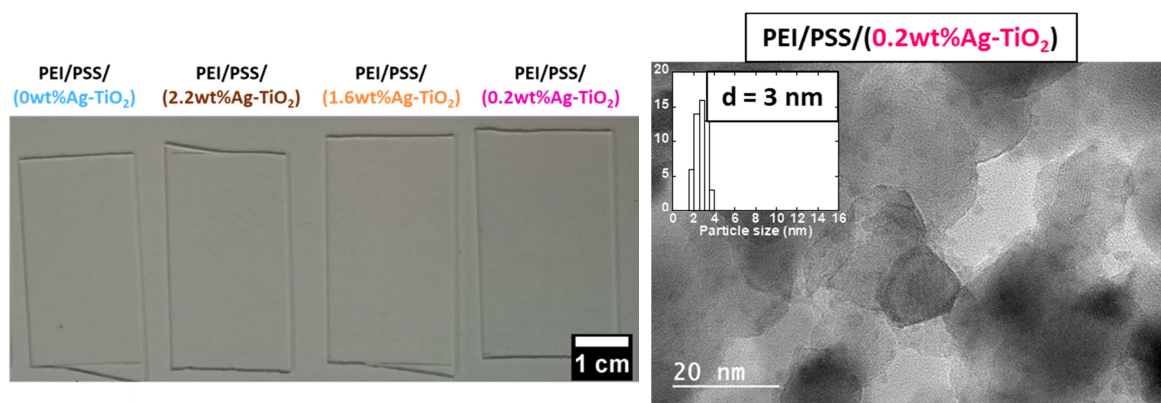 PEI/PSS/
(0wt%Ag-TiO₂)
PEI/PSS/
(2.2wt%Ag-TiO₂)
PEI/PSS/
(1.6wt%Ag-TiO₂)
PEI/PSS/
(0.2wt%Ag-TiO₂)
1 cm
PEI/PSS/(0.2wt%Ag-TiO₂)
d = 3 nm
20
15
10
5
0
0 2 4 6 8 10 12 14 16
Particle size (nm)
20 nm